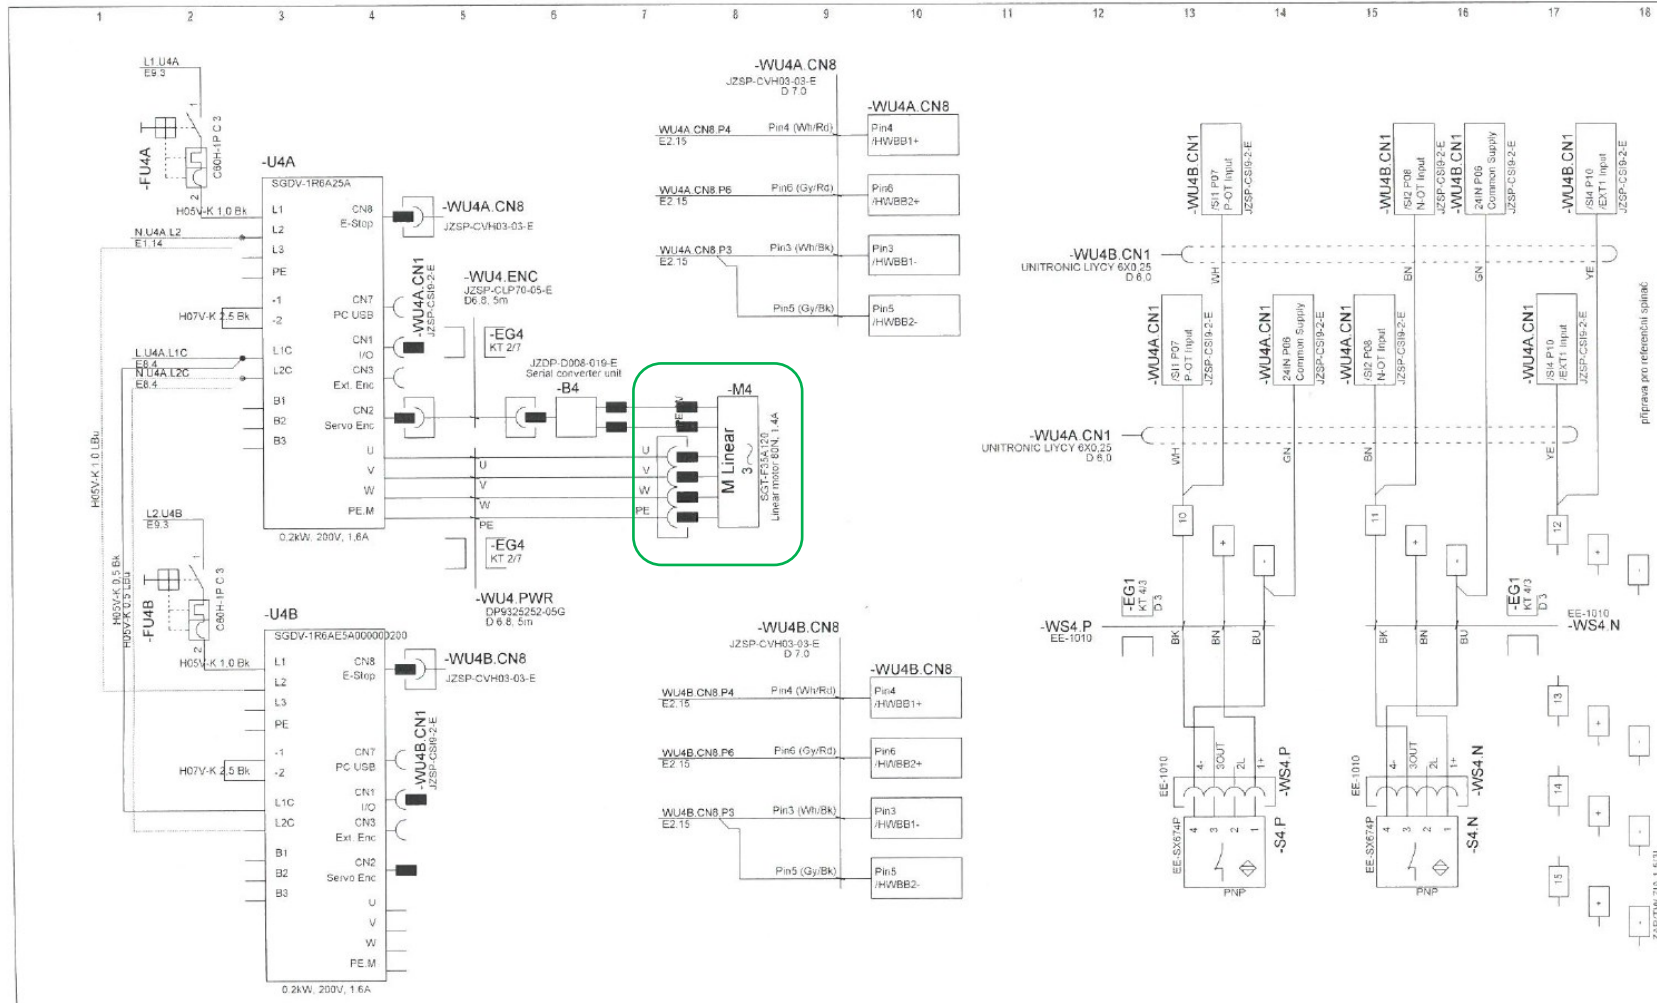 1 2 3 4 5 6 7 8 9 10 11 12 13 14 15 16 17 18
L1.U4A
E9.3
1
-FU4A
C60H-1P C 3
2
H05V-K 1,0 Bk
N.U4A.L2
E1.14
H07V-K 2,5 Bk
L.U4A.L1C
E8.4
N.U4A.L2C
E8.4
H05V-K 1,0 LBu
H05V-K 0,5 Bk
H05V-K 0,5 LBu
-U4A
SGDV-1R6A25A
L1
L2
L3
PE
-1
-2
L1C
L2C
B1
B2
B3
CN8
E-Stop
CN7
PC USB
CN1
I/O
CN3
Ext. Enc
CN2
Servo Enc
U
V
W
PE.M
0.2kW, 200V, 1.6A
-WU4A.CN8
JZSP-CVH03-03-E
-WU4A.CN1
JZSP-CSI9-2-E
-WU4.ENC
JZSP-CLP70-05-E
D6.8, 5m
-EG4
KT 2/7
JZDP-D008-019-E
Serial converter unit
-B4
U
V
W
PE
U
V
W
PE
-M4
M Linear
3
SGT-F35A120
Linear motor 80N, 1.4A
-EG4
KT 2/7
-WU4.PWR
DP9325252-05G
D 6.8, 5m
L2.U4B
E9.3
1
-FU4B
C60H-1P C 3
2
H05V-K 1,0 Bk
H07V-K 2,5 Bk
-U4B
SGDV-1R6AE5A000000200
L1
L2
L3
PE
-1
-2
L1C
L2C
B1
B2
B3
CN8
E-Stop
CN7
PC USB
CN1
I/O
CN3
Ext. Enc
CN2
Servo Enc
U
V
W
PE.M
0.2kW, 200V, 1.6A
-WU4B.CN8
JZSP-CVH03-03-E
-WU4B.CN1
JZSP-CSI9-2-E
-WU4A.CN8
JZSP-CVH03-03-E
D 7.0
-WU4A.CN8
WU4A.CN8.P4
E2.15
Pin4 (Wh/Rd)
Pin4
/HWBB1+
WU4A.CN8.P6
E2.15
Pin6 (Gy/Rd)
Pin6
/HWBB2+
WU4A.CN8.P3
E2.15
Pin3 (Wh/Bk)
Pin3
/HWBB1-
Pin5 (Gy/Bk)
Pin5
/HWBB2-
-WU4B.CN8
JZSP-CVH03-03-E
D 7.0
-WU4B.CN8
WU4B.CN8.P4
E2.15
Pin4 (Wh/Rd)
Pin4
/HWBB1+
WU4B.CN8.P6
E2.15
Pin6 (Gy/Rd)
Pin6
/HWBB2+
WU4B.CN8.P3
E2.15
Pin3 (Wh/Bk)
Pin3
/HWBB1-
Pin5 (Gy/Bk)
Pin5
/HWBB2-
-WU4B.CN1
/SI1 P07
P-OT Input
JZSP-CSI9-2-E
-WU4B.CN1
/SI2 P08
N-OT Input
JZSP-CSI9-2-E
-WU4B.CN1
24IN P06
Common Supply
JZSP-CSI9-2-E
-WU4B.CN1
/SI4 P10
/EXT1 Input
JZSP-CSI9-2-E
-WU4B.CN1
UNITRONIC LIYCY 6X0,25
D 6,0
WH
BN
GN
YE
-WU4A.CN1
/SI1 P07
P-OT Input
JZSP-CSI9-2-E
-WU4A.CN1
24IN P06
Common Supply
JZSP-CSI9-2-E
-WU4A.CN1
/SI2 P08
N-OT Input
JZSP-CSI9-2-E
-WU4A.CN1
/SI4 P10
/EXT1 Input
JZSP-CSI9-2-E
příprava pro referenční spínač
-WU4A.CN1
UNITRONIC LIYCY 6X0,25
D 6,0
WH
GN
BN
YE
10
+
-
11
+
-
12
+
-
-EG1
KT 4/3
D 3
-EG1
KT 4/3
D 3
-WS4.P
EE-1010
BK
BN
BU
BK
BN
BU
EE-1010
-WS4.N
13
+
-
14
+
-
15
+
-
EE-1010
4-
3OUT
2L
1+
-WS4.P
EE-SX674P
4
3
2
1
-S4.P
PNP
EE-1010
4-
3OUT
2L
1+
-WS4.N
EE-SX674P
4
3
2
1
-S4.N
PNP